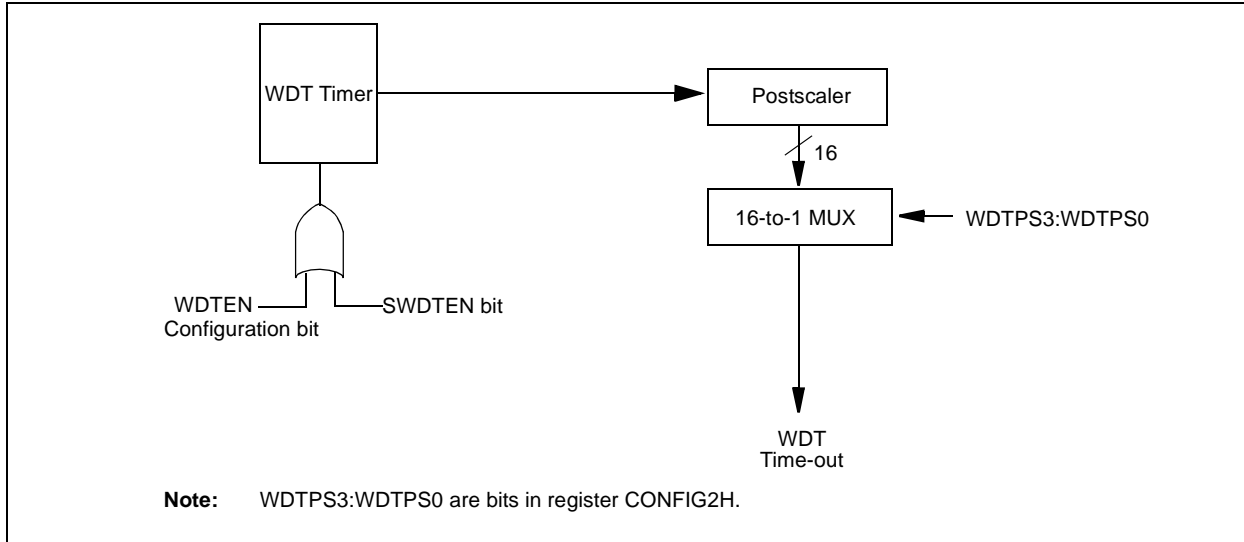 WDT Timer
Postscaler
16
16-to-1 MUX
WDTPS3:WDTPS0
WDTEN
Configuration bit
SWDTEN bit
WDT
Time-out
Note: WDTPS3:WDTPS0 are bits in register CONFIG2H.